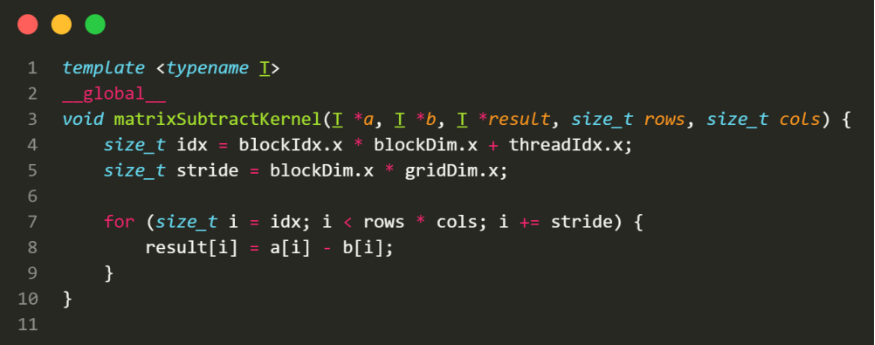 1 template <typename T>
2 __global__
3 void matrixSubtractKernel(T *a, T *b, T *result, size_t rows, size_t cols) {
4     size_t idx = blockIdx.x * blockDim.x + threadIdx.x;
5     size_t stride = blockDim.x * gridDim.x;
6
7     for (size_t i = idx; i < rows * cols; i += stride) {
8         result[i] = a[i] - b[i];
9     }
10 }
11